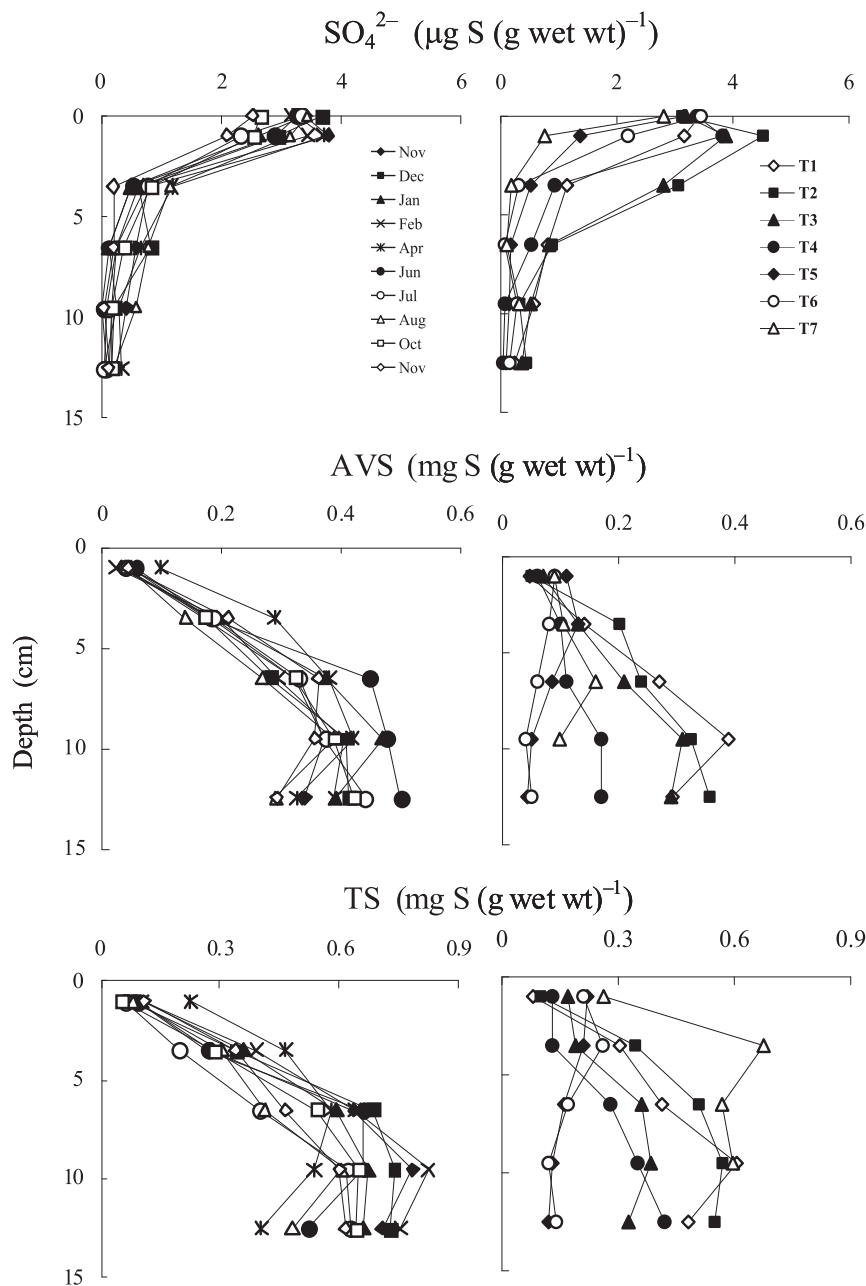 SO₄²⁻ (µg S (g wet wt)⁻¹
0 2 4 6
0 2 4 6
0
5
10
15
Nov
Dec
Jan
Feb
Apr
Jun
Jul
Aug
Oct
Nov
T1
T2
T3
T4
T5
T6
T7
AVS (mg S (g wet wt)⁻¹
0 0.2 0.4 0.6
0 0.2 0.4 0.6
0
5
10
15
Depth (cm)
TS (mg S (g wet wt)⁻¹
0 0.3 0.6 0.9
0 0.3 0.6 0.9
0
5
10
15